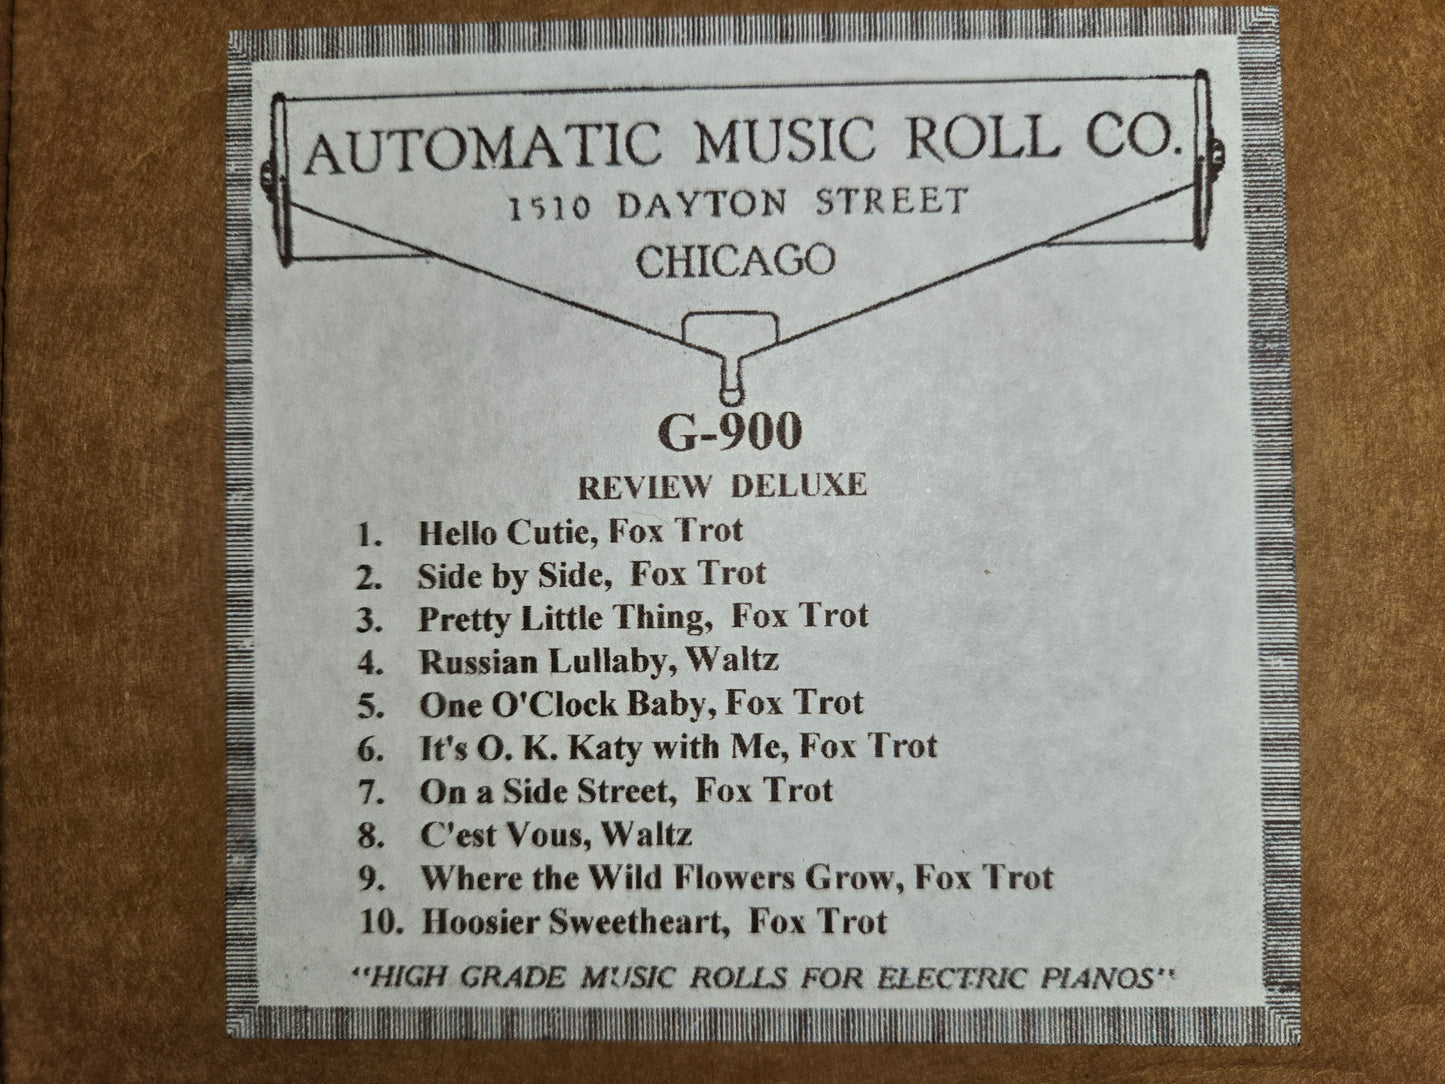 AUTOMATIC MUSIC ROLL CO.
1510 DAYTON STREET
CHICAGO
G-900
REVIEW DELUXE
1. Hello Cutie, Fox Trot
2. Side by Side, Fox Trot
3. Pretty Little Thing, Fox Trot
4. Russian Lullaby, Waltz
5. One O'Clock Baby, Fox Trot
6. It's O. K. Katy with Me, Fox Trot
7. On a Side Street, Fox Trot
8. C'est Vous, Waltz
9. Where the Wild Flowers Grow, Fox Trot
10. Hoosier Sweetheart, Fox Trot
"HIGH GRADE MUSIC ROLLS FOR ELECTRIC PIANOS"